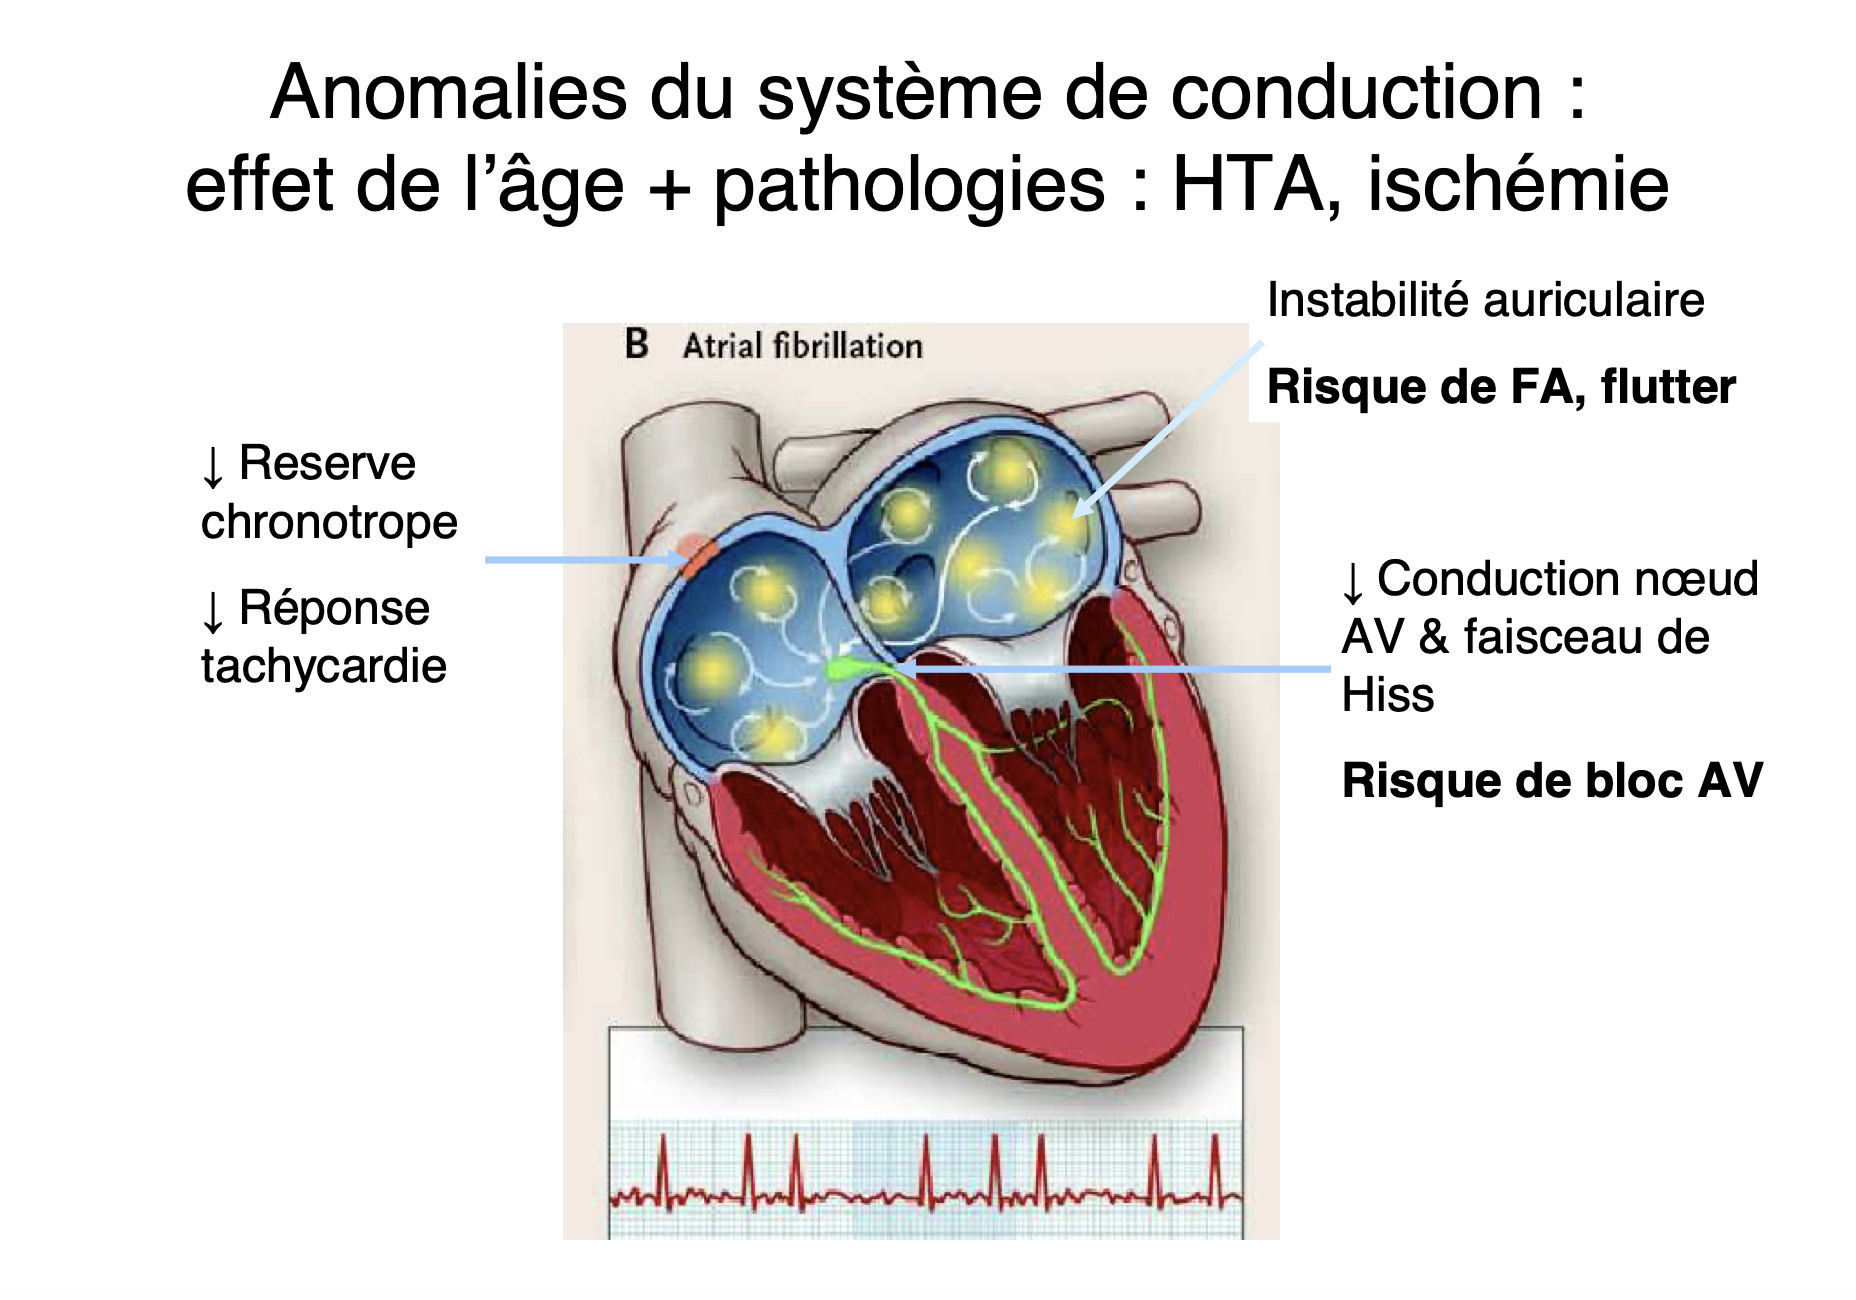 Anomalies du système de conduction :
effet de l’âge + pathologies : HTA, ischémie
Instabilité auriculaire
Risque de FA, flutter
B Atrial fibrillation
↓ Reserve
chronotrope
↓ Réponse
tachycardie
↓ Conduction nœud
AV & faisceau de
Hiss
Risque de bloc AV